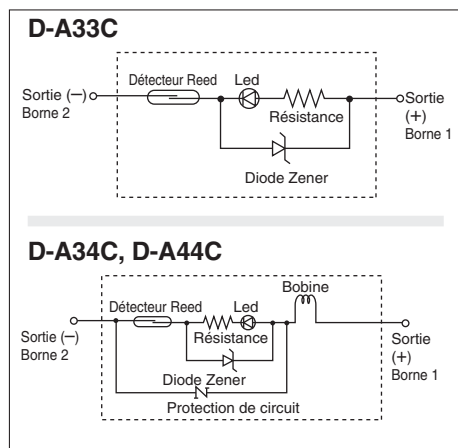 D-A33C
Détecteur Reed
Led
Sortie (−)
Borne 2
Résistance
Sortie
(+)
Borne 1
Diode Zener
D-A34C, D-A44C
Bobine
Détecteur Reed
Led
Sortie (−)
Borne 2
Résistance
Sortie
(+)
Borne 1
Diode Zener
Protection de circuit